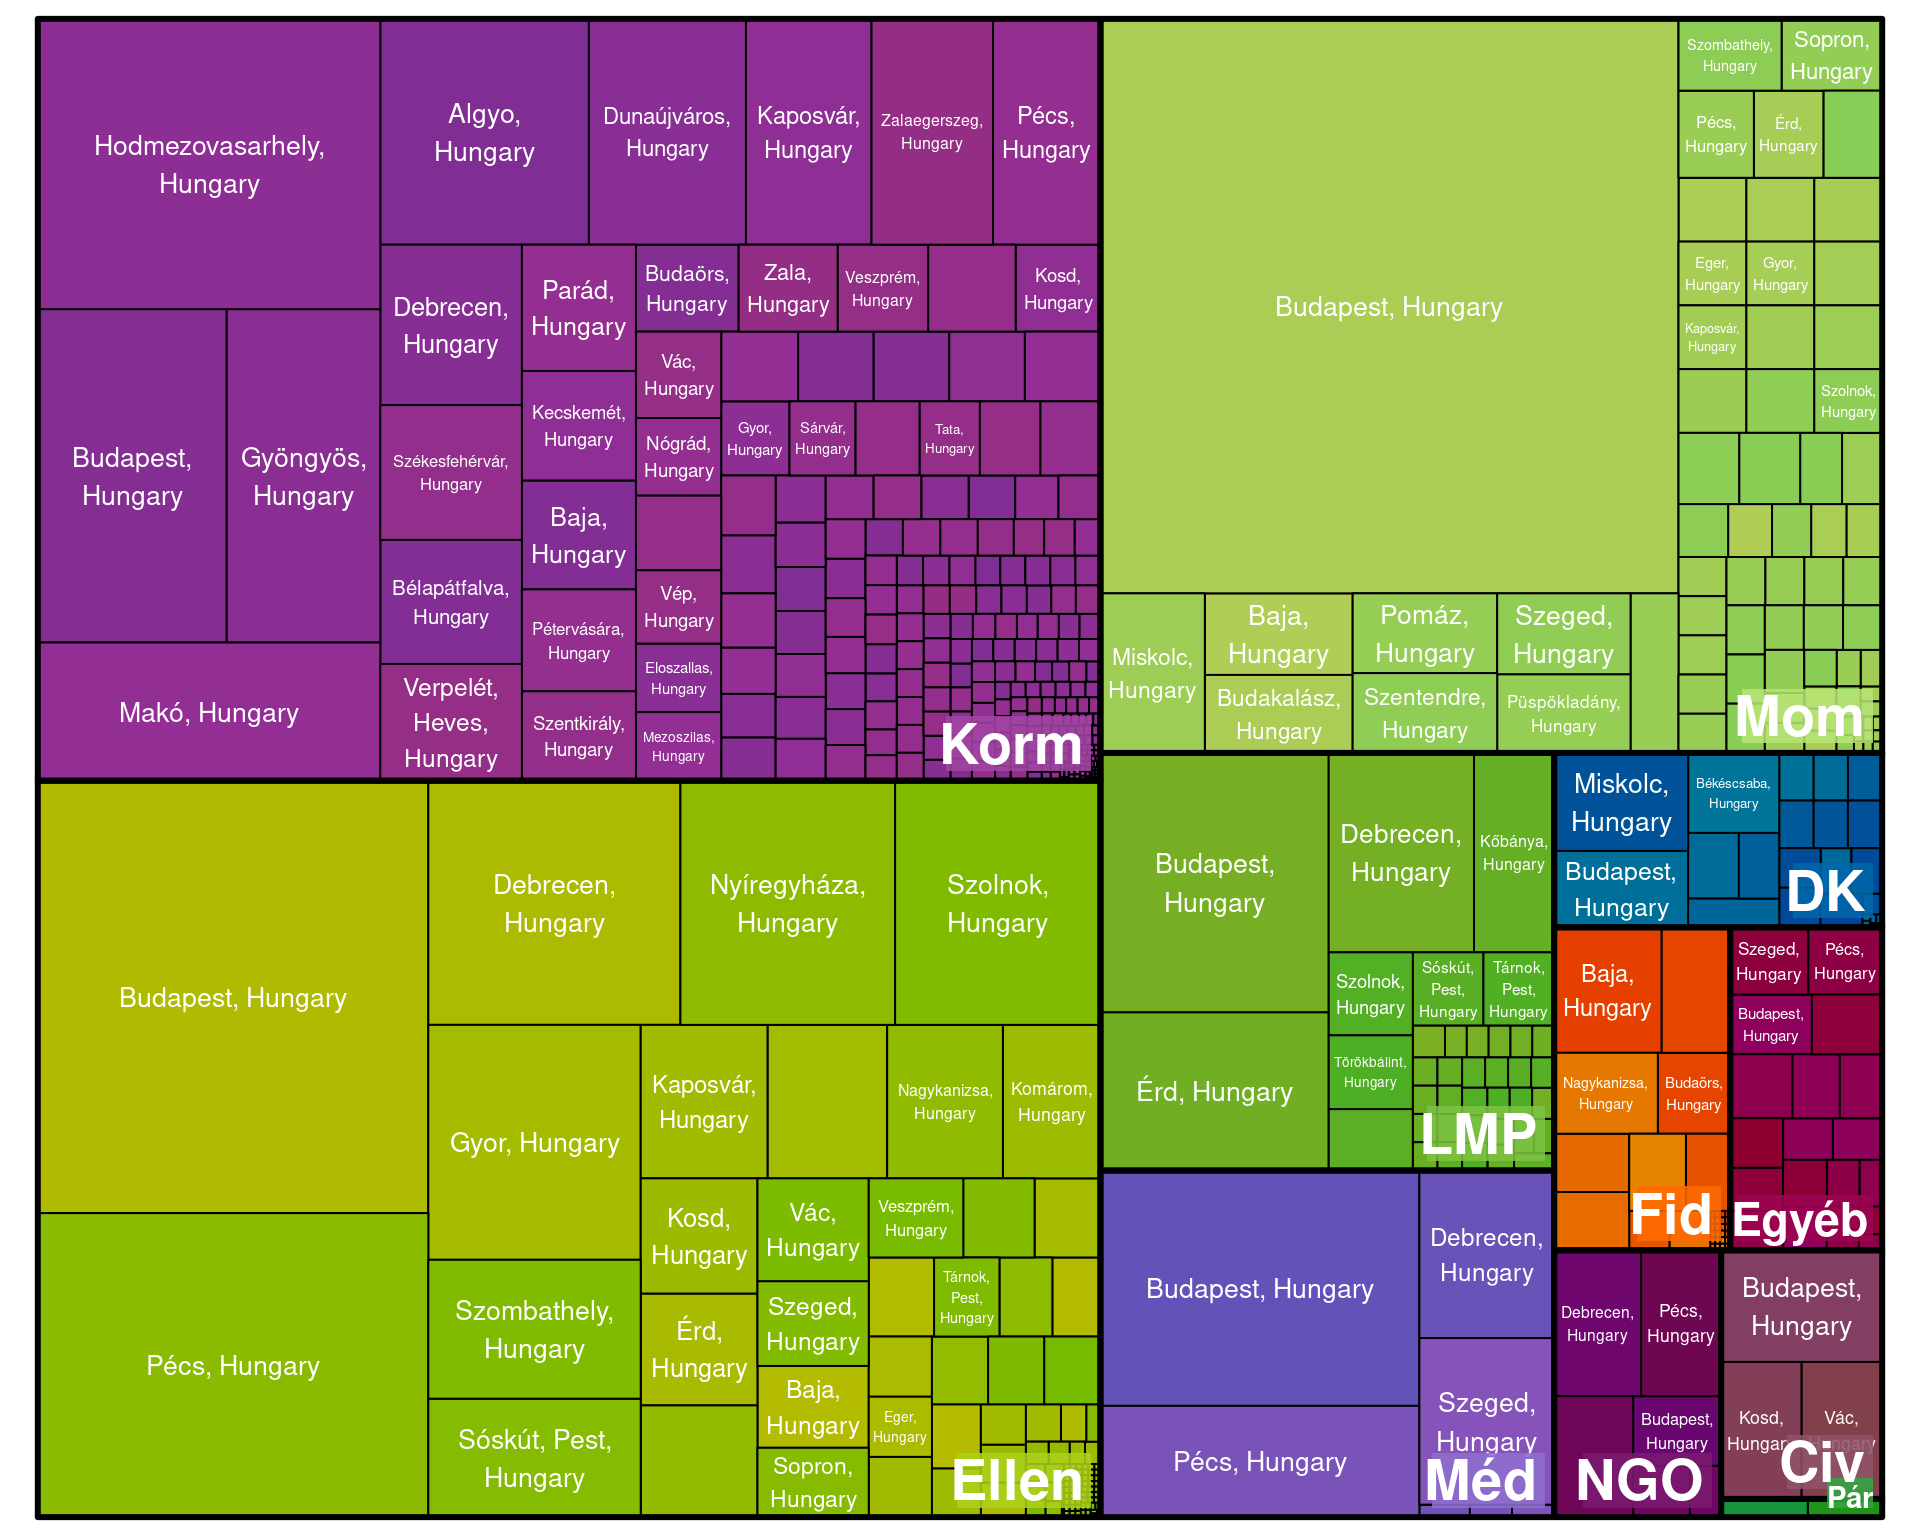 Hodmezovasarhely,
Hungary
Algyo,
Hungary
Dunaújváros,
Hungary
Kaposvár,
Hungary
Zalaegerszeg,
Hungary
Pécs,
Hungary
Budapest,
Hungary
Gyöngyös,
Hungary
Makó, Hungary
Debrecen,
Hungary
Székesfehérvár,
Hungary
Bélapátfalva,
Hungary
Verpelét,
Heves,
Hungary
Parád,
Hungary
Kecskemét,
Hungary
Baja,
Hungary
Pétervására,
Hungary
Szentkirály,
Hungary
Budaörs,
Hungary
Zala,
Hungary
Veszprém,
Hungary
Kosd,
Hungary
Vác,
Hungary
Nógrád,
Hungary
Gyor,
Hungary
Sárvár,
Hungary
Tata,
Hungary
Vép,
Hungary
Eloszallas,
Hungary
Mezoszilas,
Hungary
Korm
Budapest, Hungary
Szombathely,
Hungary
Sopron,
Hungary
Pécs,
Hungary
Érd,
Hungary
Eger,
Hungary
Gyor,
Hungary
Kaposvár,
Hungary
Szolnok,
Hungary
Miskolc,
Hungary
Baja,
Hungary
Budakalász,
Hungary
Pomáz,
Hungary
Szentendre,
Hungary
Szeged,
Hungary
Püspökladány,
Hungary
Mom
Budapest, Hungary
Pécs, Hungary
Debrecen,
Hungary
Nyíregyháza,
Hungary
Szolnok,
Hungary
Gyor, Hungary
Szombathely,
Hungary
Sóskút, Pest,
Hungary
Kaposvár,
Hungary
Nagykanizsa,
Hungary
Komárom,
Hungary
Kosd,
Hungary
Érd,
Hungary
Vác,
Hungary
Szeged,
Hungary
Baja,
Hungary
Sopron,
Hungary
Veszprém,
Hungary
Tárnok,
Pest,
Hungary
Eger,
Hungary
Ellen
Budapest,
Hungary
Érd, Hungary
Debrecen,
Hungary
Kőbánya,
Hungary
Szolnok,
Hungary
Sóskút,
Pest,
Hungary
Tárnok,
Pest,
Hungary
Törökbálint,
Hungary
LMP
Budapest, Hungary
Pécs, Hungary
Debrecen,
Hungary
Szeged,
Hungary
Méd
Miskolc,
Hungary
Budapest,
Hungary
Békéscsaba,
Hungary
DK
Baja,
Hungary
Nagykanizsa,
Hungary
Budaörs,
Hungary
Fid
Szeged,
Hungary
Pécs,
Hungary
Budapest,
Hungary
Egyéb
Debrecen,
Hungary
Pécs,
Hungary
Budapest,
Hungary
NGO
Budapest,
Hungary
Kosd,
Hungary
Vác,
Hungary
Civ
Pár